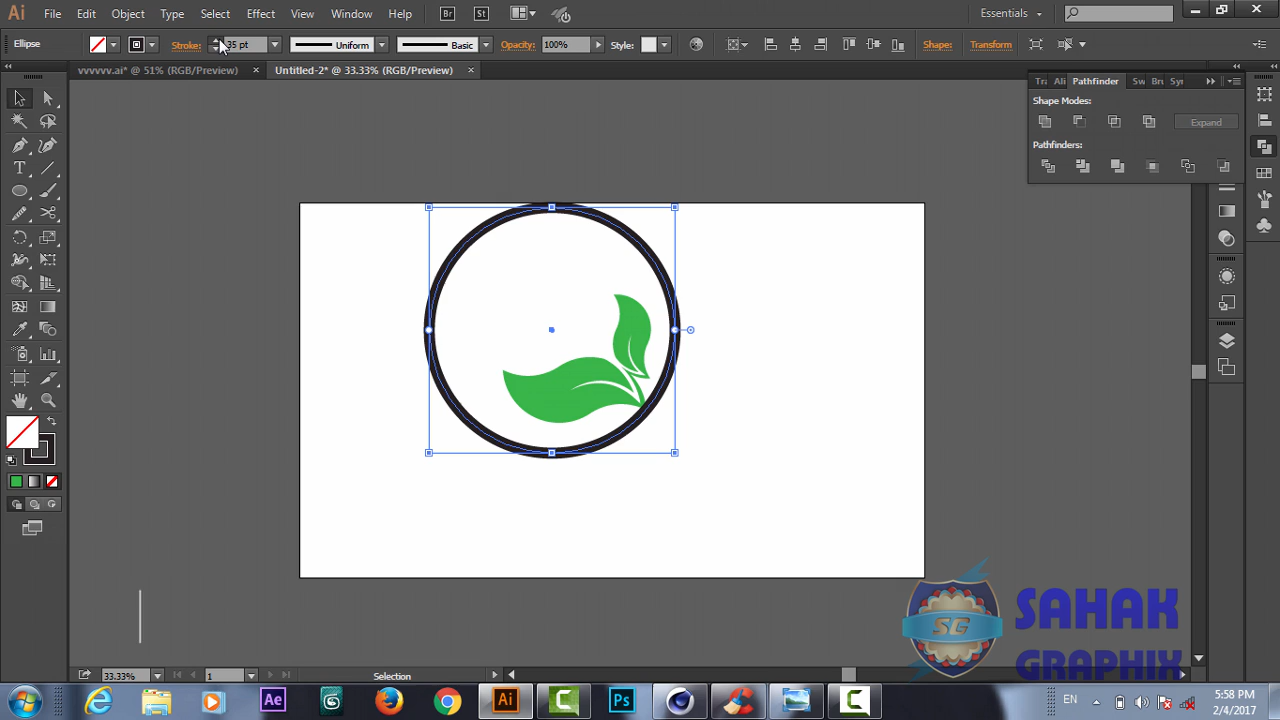 Ai File Edit Object Type Select Effect View Window Help Br St Essentials
Ellipse Stroke: 35 pt Uniform Basic Opacity: 100% Style: Shape: Transform
vvvvvv.ai* @ 51% (RGB/Preview) Untitled-2* @ 33.33% (RGB/Preview)
Pathfinder
Shape Modes:
Expand
Pathfinders:
SG
SAHAK
GRAPHIX
33.33% 1 Selection
Ae Ai Ps EN 5:58 PM
2/4/2017